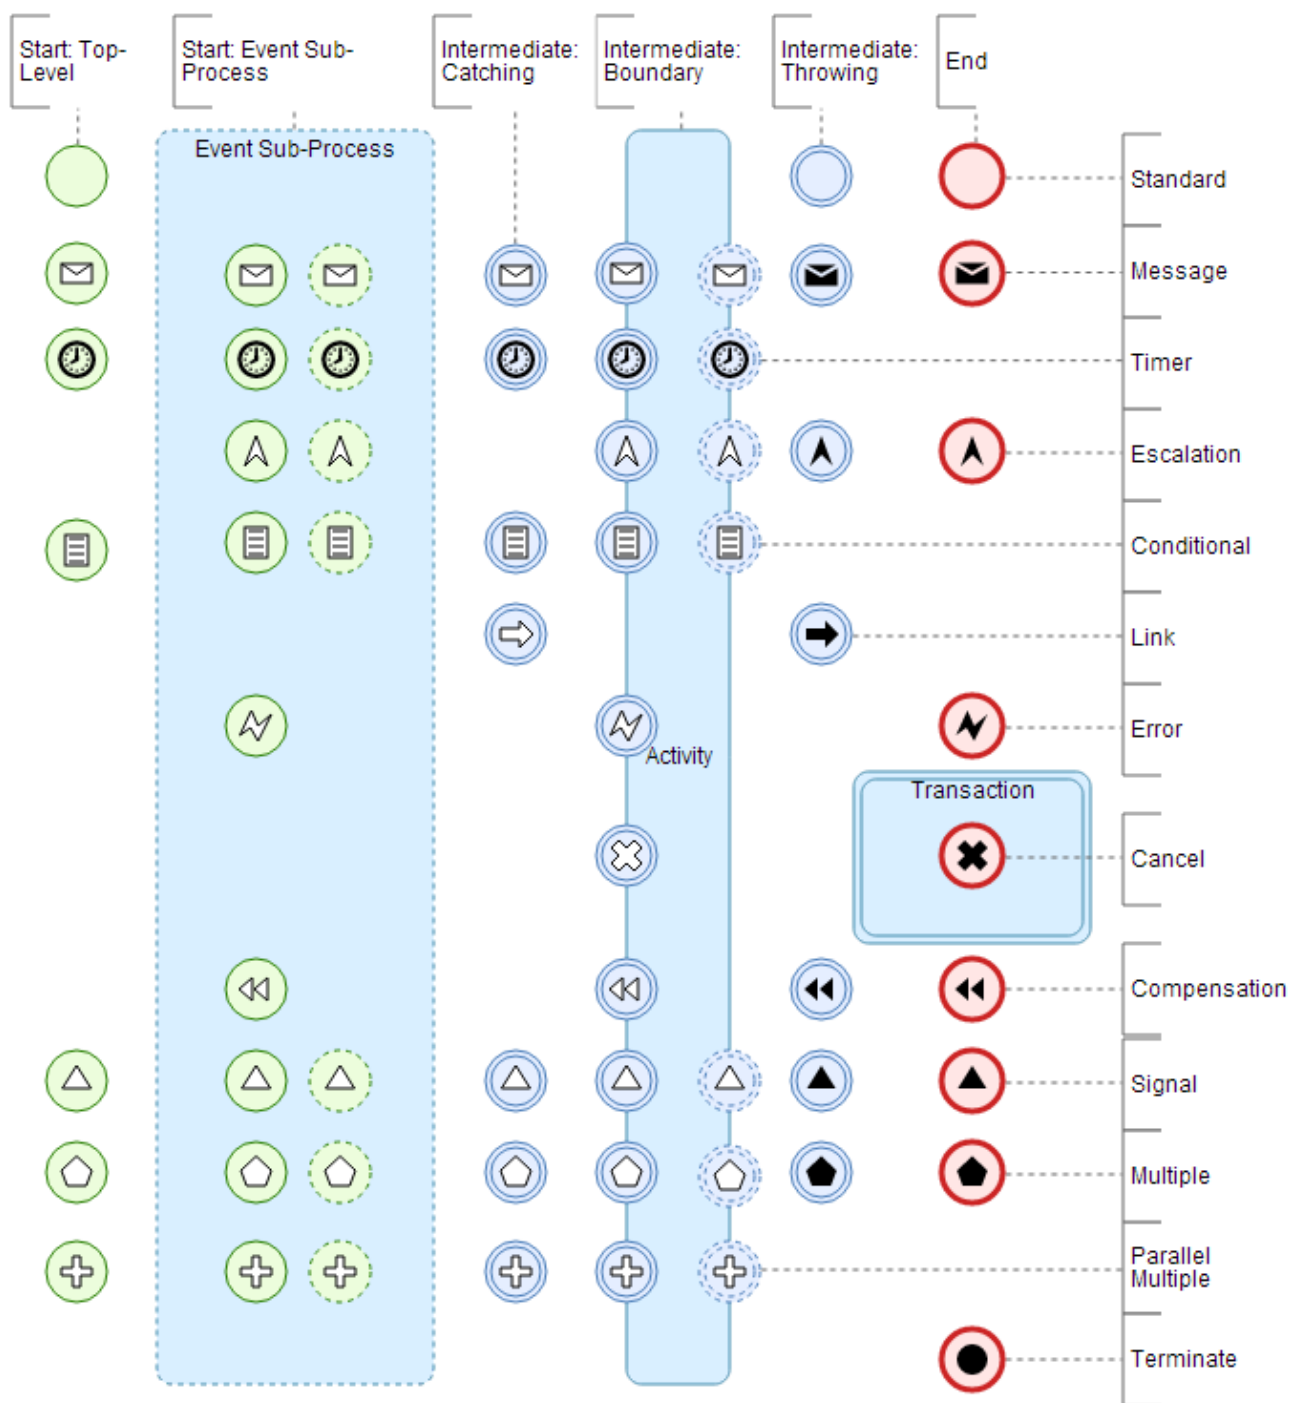 Start: Top-
Level
Start: Event Sub-
Process
Intermediate:
Catching
Intermediate:
Boundary
Intermediate:
Throwing
End
Event Sub-Process
Standard
Message
Timer
Escalation
Conditional
Link
Error
Activity
Transaction
Cancel
Compensation
Signal
Multiple
Parallel
Multiple
Terminate